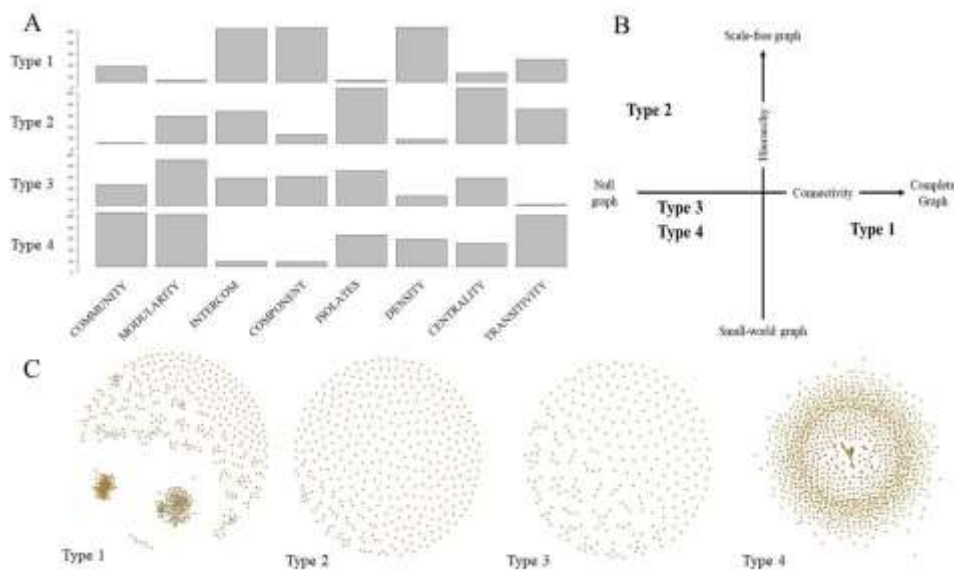 A
Type 1
Type 2
Type 3
Type 4
COMMUNITY
MODULARITY
INTERCOM
COMPONENT
ISOLATES
DENSITY
CENTRALITY
TRANSITIVITY
B
Scale-free graph
Type 2
Hierarchy
Null
graph
Connectivity
Complete
Graph
Type 3
Type 4
Type 1
Small-world graph
C
Type 1
Type 2
Type 3
Type 4